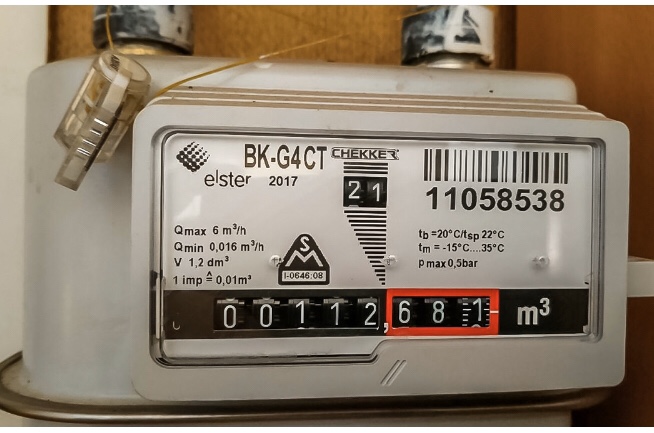 BK-G4CT CHEKKER
elster 2017
21
11058538
Qmax 6 m³/h
Qmin 0,016 m³/h
V 1,2 dm³
1 imp ≙ 0,01m³
S
M
I-0646:08
tb =20°C/tsp 22°C
tm = -15°C....35°C
p max 0,5bar
00112,681 m³